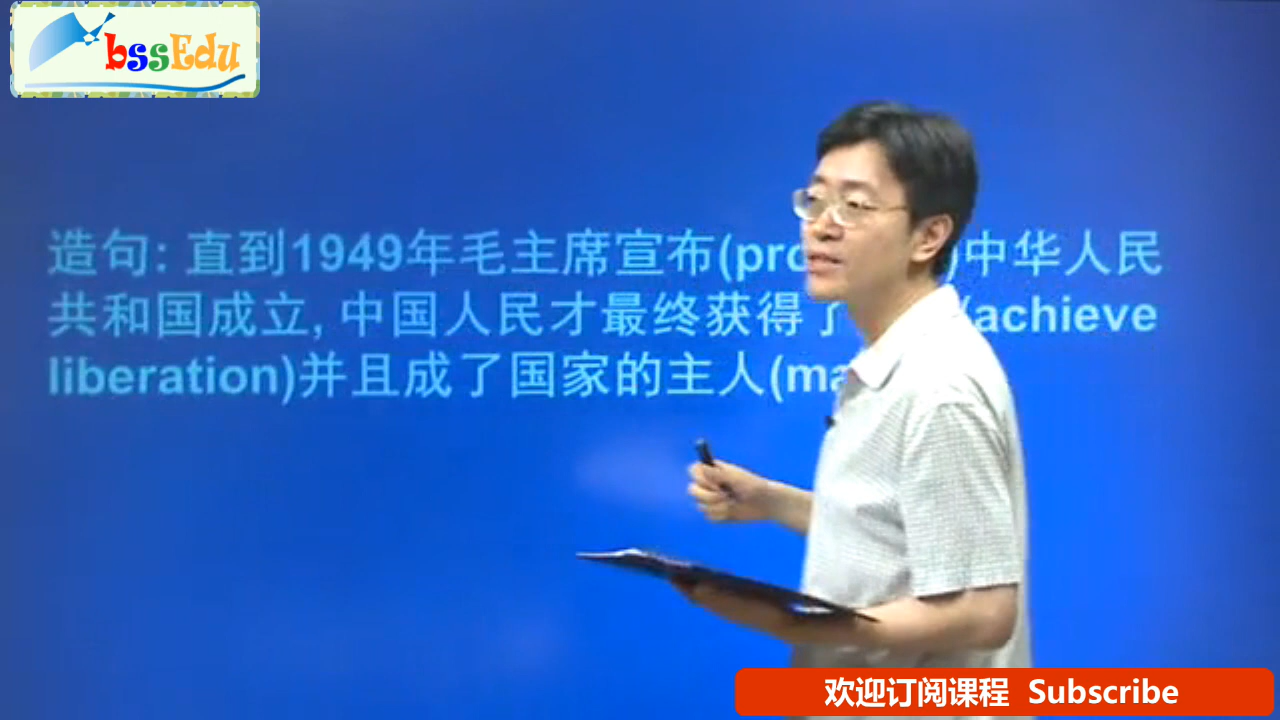 bssEdu
造句: 直到1949年毛主席宣布(pro )中华人民
共和国成立, 中国人民才最终获得了 /achieve
liberation)并且成了国家的主人(ma
欢迎订阅课程 Subscribe